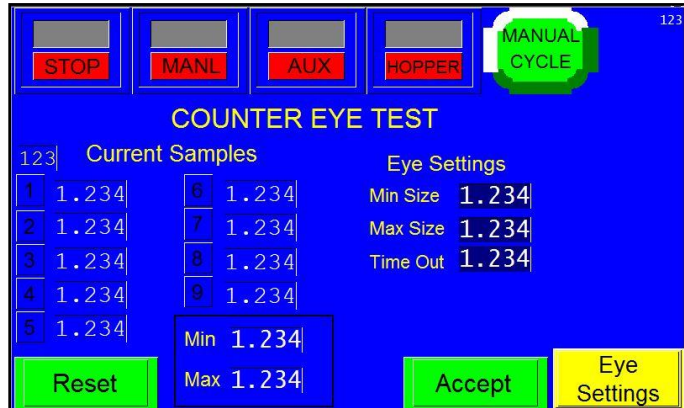 123
STOP MANL AUX HOPPER MANUAL CYCLE
COUNTER EYE TEST
123 Current Samples
Eye Settings
1 1.234 6 1.234 Min Size 1.234
2 1.234 7 1.234 Max Size 1.234
3 1.234 8 1.234 Time Out 1.234
4 1.234 9 1.234
5 1.234
Min 1.234
Max 1.234
Reset
Accept
Eye
Settings